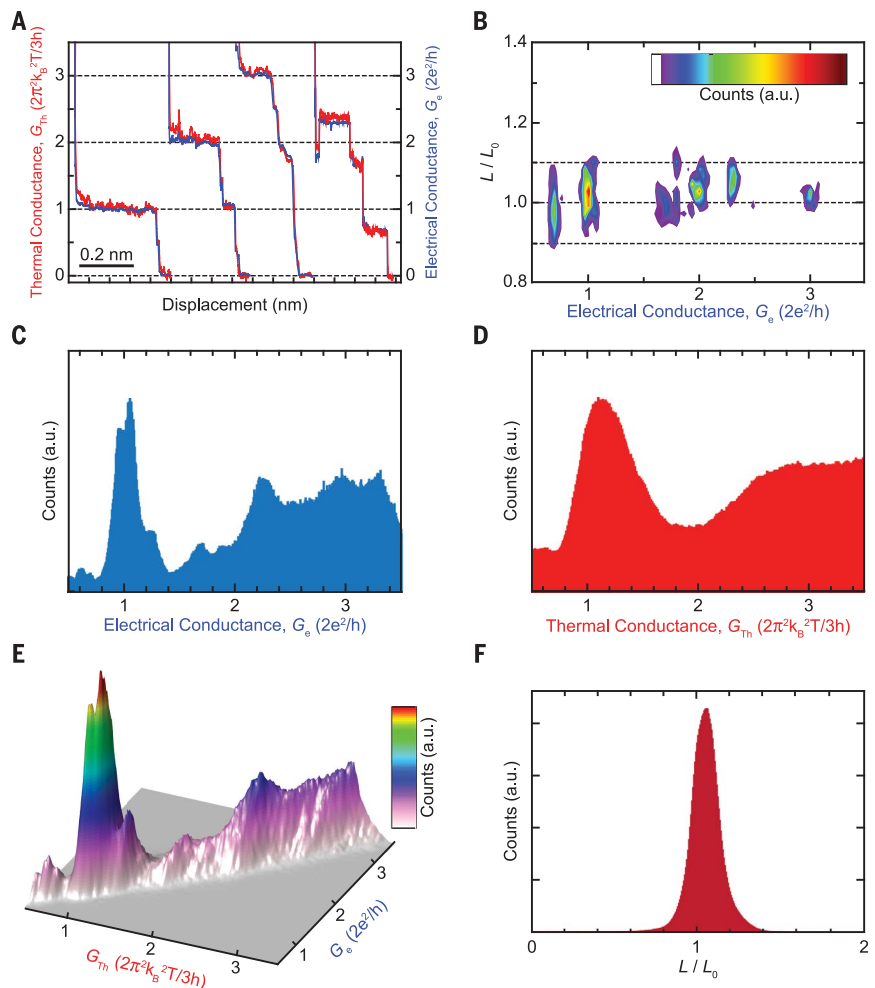 A
Thermal Conductance, G_Th (2π²k_B²T/3h)
3
2
1
0
0.2 nm
3
2
1
0
Electrical Conductance, G_e (2e²/h)
Displacement (nm)
B
L / L_0
1.4
1.2
1.0
0.8
Counts (a.u.)
1
2
3
Electrical Conductance, G_e (2e²/h)
C
Counts (a.u.)
1
2
3
Electrical Conductance, G_e (2e²/h)
D
Counts (a.u.)
1
2
3
Thermal Conductance, G_Th (2π²k_B²T/3h)
E
Counts (a.u.)
1
2
3
G_Th (2π²k_B²T/3h)
1
2
3
G_e (2e²/h)
F
Counts (a.u.)
0
1
2
L / L_0